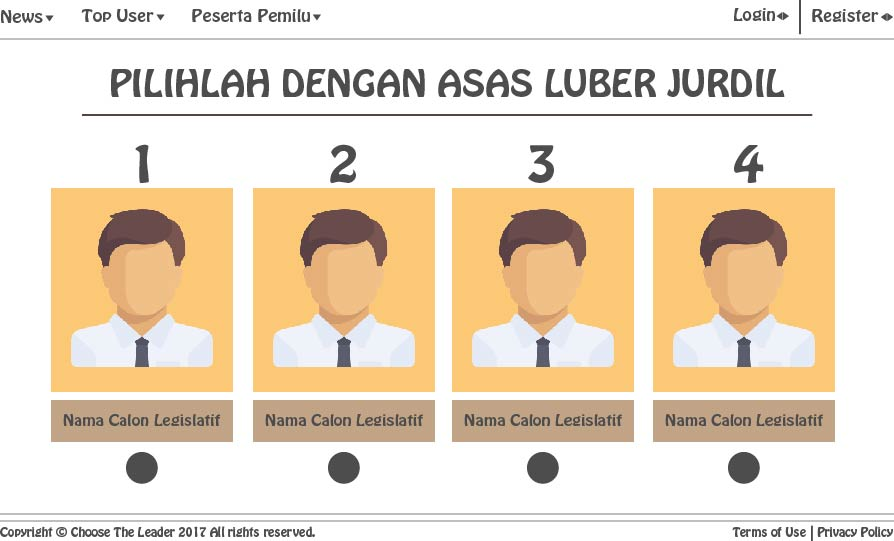 News Top User Peserta Pemilu Login Register
PILIHLAH DENGAN ASAS LUBER JURDIL
1 2 3 4
Nama Calon Legislatif Nama Calon Legislatif Nama Calon Legislatif Nama Calon Legislatif
Copyright © Choose The Leader 2017 All rights reserved. Terms of Use | Privacy Policy